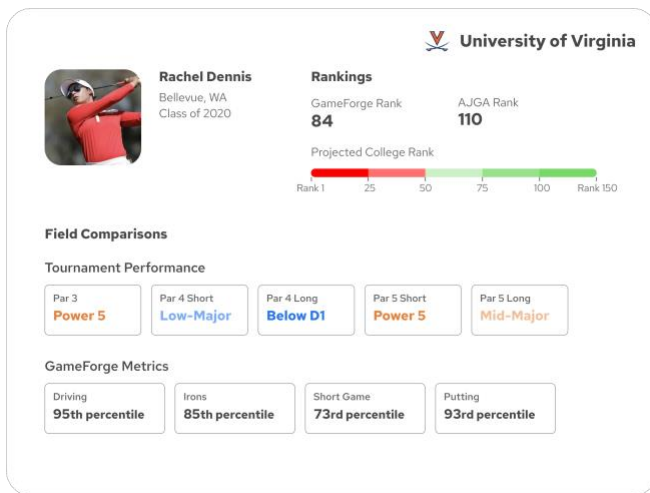 University of Virginia
Rachel Dennis
Bellevue, WA
Class of 2020
Rankings
GameForge Rank
84
AJGA Rank
110
Projected College Rank
Rank 1 25 50 75 100 Rank 150
Field Comparisons
Tournament Performance
Par 3
Power 5
Par 4 Short
Low-Major
Par 4 Long
Below D1
Par 5 Short
Power 5
Par 5 Long
Mid-Major
GameForge Metrics
Driving
95th percentile
Irons
85th percentile
Short Game
73rd percentile
Putting
93rd percentile